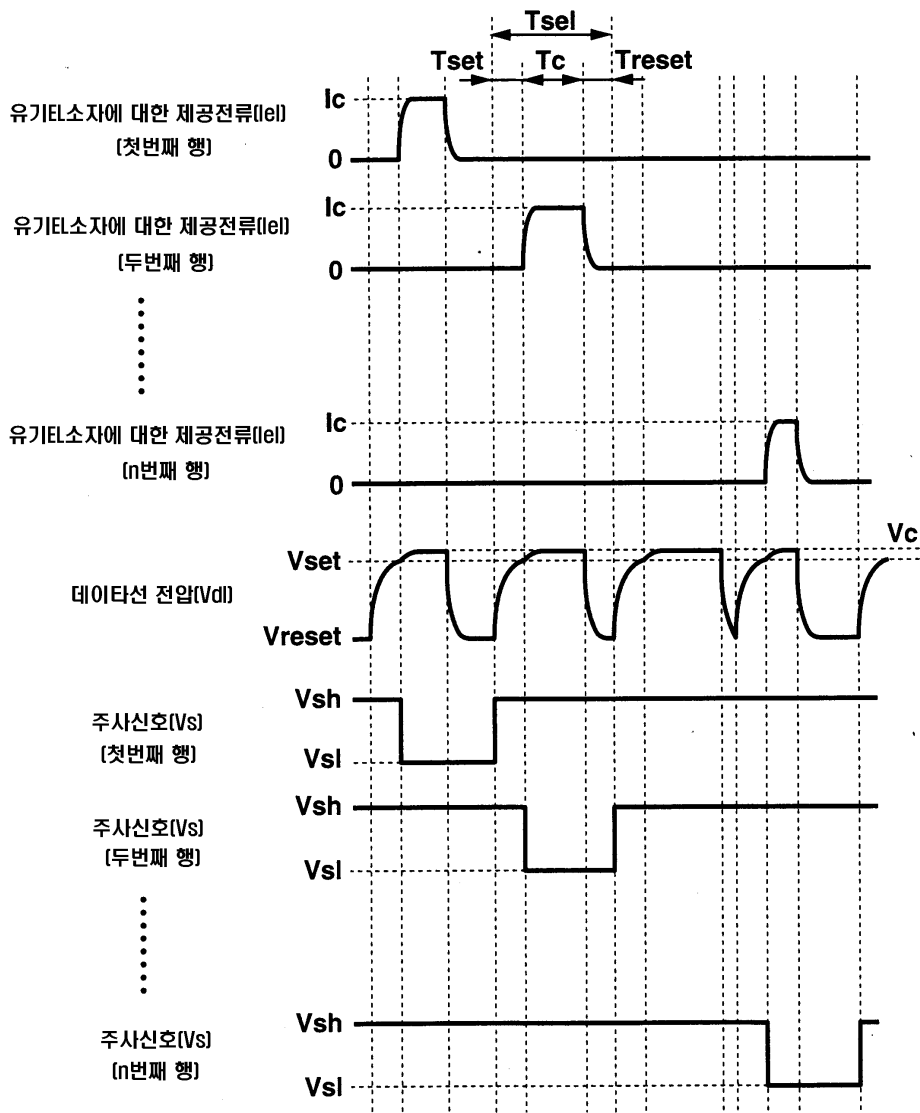 Tsel
Tset Tc Treset
유기EL소자에 대한 제공전류(Iel)
(첫번째 행)
Ic
0
유기EL소자에 대한 제공전류(Iel)
(두번째 행)
Ic
0
유기EL소자에 대한 제공전류(Iel)
(n번째 행)
Ic
0
데이타선 전압(Vdl)
Vset
Vreset
Vc
주사신호(Vs)
(첫번째 행)
Vsh
Vsl
주사신호(Vs)
(두번째 행)
Vsh
Vsl
주사신호(Vs)
(n번째 행)
Vsh
Vsl